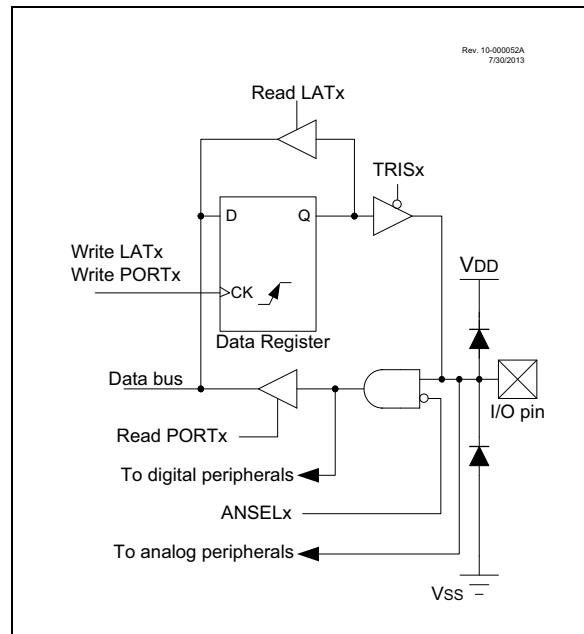 Rev. 10-000052A
7/30/2013
Read LATx
TRISx
D
Q
Write LATx
Write PORTx
CK
VDD
Data Register
Data bus
I/O pin
Read PORTx
To digital peripherals
ANSELx
To analog peripherals
VSS